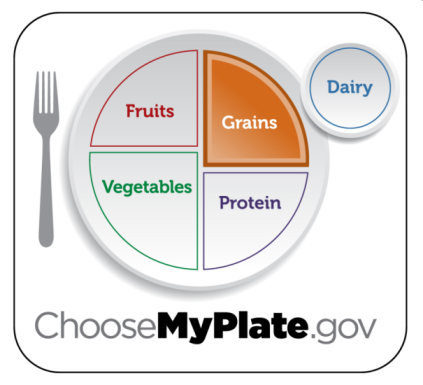 Dairy
Fruits
Grains
Vegetables
Protein
ChooseMyPlate.gov